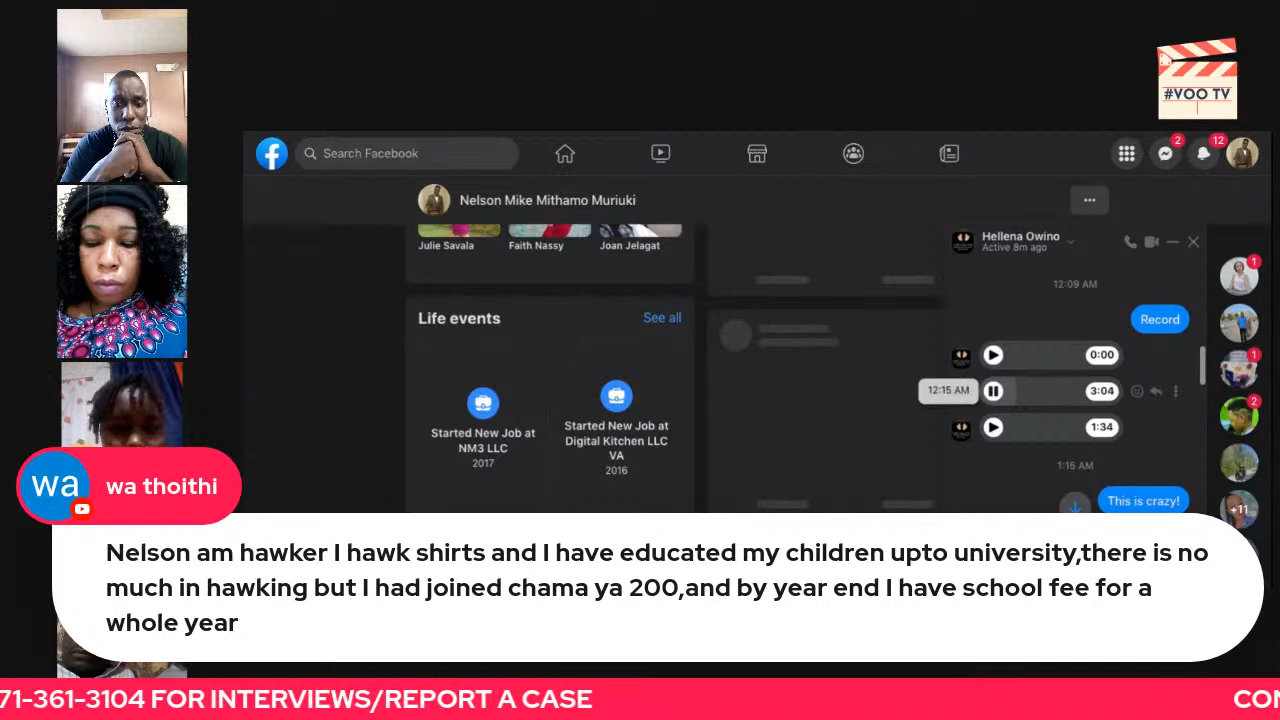 #VOO TV
Search Facebook
2
12
Nelson Mike Mithamo Muriuki
...
Julie Savala
Faith Nassy
Joan Jelagat
Life events
See all
Started New Job at
NM3 LLC
2017
Started New Job at
Digital Kitchen LLC
VA
2016
Hellena Owino
Active 8m ago
12:09 AM
Record
0:00
12:15 AM
3:04
1:34
1:15 AM
This is crazy!
1
1
2
+11
wa
wa thoithi
Nelson am hawker I hawk shirts and I have educated my children upto university,there is no
much in hawking but I had joined chama ya 200,and by year end I have school fee for a
whole year
71-361-3104 FOR INTERVIEWS/REPORT A CASE
CON